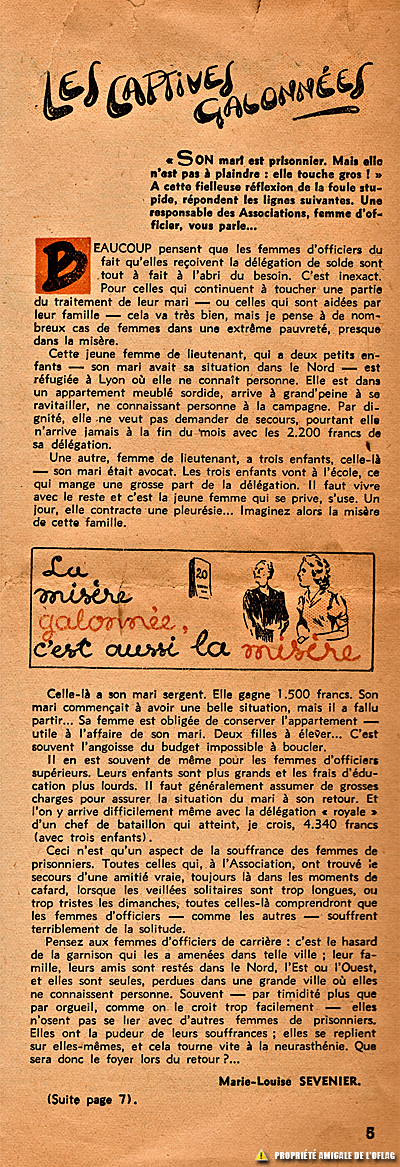 LES CAPTIVES
GALONNÉES
« SON mari est prisonnier. Mais elle
n'est pas à plaindre : elle touche gros ! »
A cette fielleuse réflexion de la foule stu-
pide, répondent les lignes suivantes. Une
responsable des Associations, femme d'of-
ficier, vous parle...
BEAUCOUP pensent que les femmes d'officiers du
fait qu'elles reçoivent la délégation de solde sont
tout à fait à l'abri du besoin. C'est inexact.
Pour celles qui continuent à toucher une partie
du traitement de leur mari — ou celles qui sont aidées par
leur famille — cela va très bien, mais je pense à de nom-
breux cas de femmes dans une extrême pauvreté, presque
dans la misère.
Cette jeune femme de lieutenant, qui a deux petits en-
fants — son mari avait sa situation dans le Nord — est
réfugiée à Lyon où elle ne connaît personne. Elle est dans
un appartement meublé sordide, arrive à grand'peine à se
ravitailler, ne connaissant personne à la campagne. Par di-
gnité, elle ne veut pas demander de secours, pourtant elle
n'arrive jamais à la fin du mois avec les 2.200 francs de
sa délégation.
Une autre, femme de lieutenant, a trois enfants, celle-là
— son mari était avocat. Les trois enfants vont à l'école, ce
qui mange une grosse part de la délégation. Il faut vivre
avec le reste et c'est la jeune femme qui se prive, s'use. Un
jour, elle contracte une pleurésie... Imaginez alors la misère
de cette famille.
La
misère
galonnée,
c'est aussi la misère
20
Celle-là a son mari sergent. Elle gagne 1.500 francs. Son
mari commençait à avoir une belle situation, mais il a fallu
partir... Sa femme est obligée de conserver l'appartement —
utile à l'affaire de son mari. Deux filles à élever... C'est
souvent l'angoisse du budget impossible à boucler.
Il en est souvent de même pour les femmes d'officiers
supérieurs. Leurs enfants sont plus grands et les frais d'édu-
cation plus lourds. Il faut généralement assumer de grosses
charges pour assurer la situation du mari à son retour. Et
l'on y arrive difficilement même avec la délégation « royale »
d'un chef de bataillon qui atteint, je crois, 4.340 francs
(avec trois enfants).
Ceci n'est qu'un aspect de la souffrance des femmes de
prisonniers. Toutes celles qui, à l'Association, ont trouvé le
secours d'une amitié vraie, toujours là dans les moments de
cafard, lorsque les veillées solitaires sont trop longues, ou
trop tristes les dimanches, toutes celles-là comprendront que
les femmes d'officiers — comme les autres — souffrent
terriblement de la solitude.
Pensez aux femmes d'officiers de carrière : c'est le hasard
de la garnison qui les a amenées dans telle ville ; leur fa-
mille, leurs amis sont restés dans le Nord, l'Est ou l'Ouest,
et elles sont seules, perdues dans une grande ville où elles
ne connaissent personne. Souvent — par timidité plus que
par orgueil, comme on le croit trop facilement — elles
n'osent pas se lier avec d'autres femmes de prisonniers.
Elles ont la pudeur de leurs souffrances ; elles se replient
sur elles-mêmes, et cela tourne vite à la neurasthénie. Que
sera donc le foyer lors du retour ?...
Marie-Louise SEVENIER.
(Suite page 7).
5
PROPRIÉTÉ AMICALE DE L'OFLAG